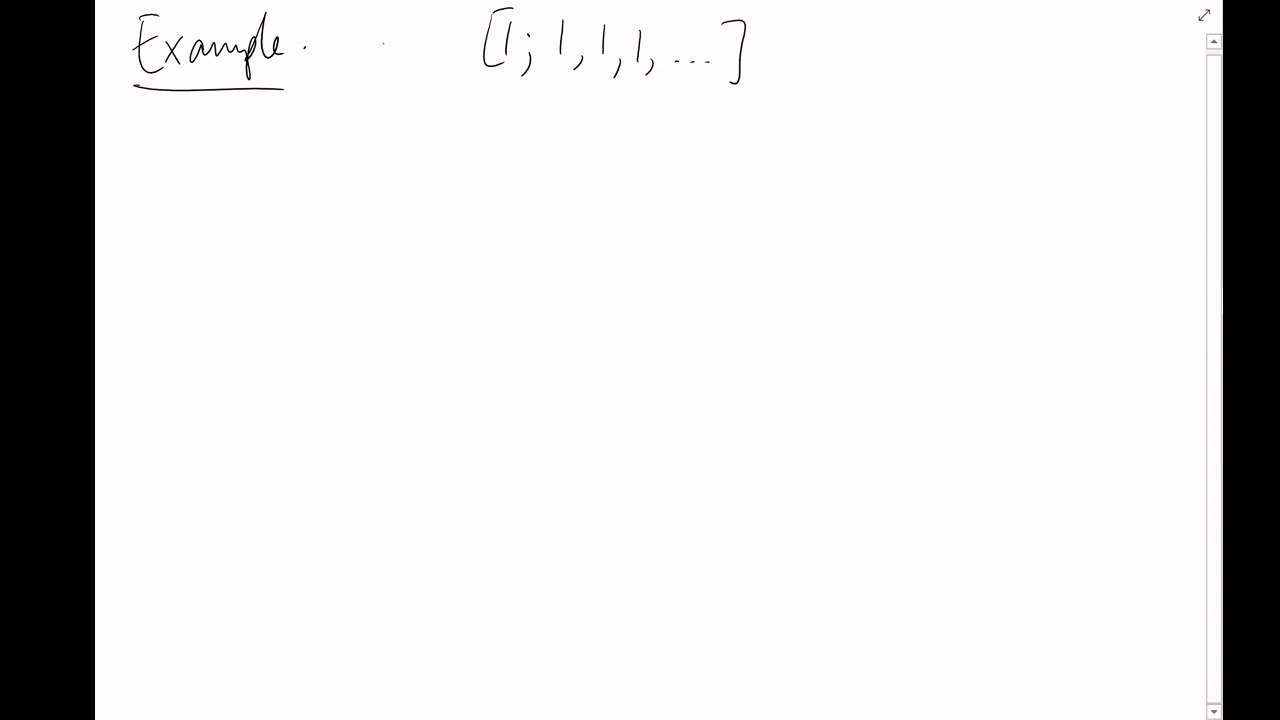 Example. [1; 1, 1, 1, ...]